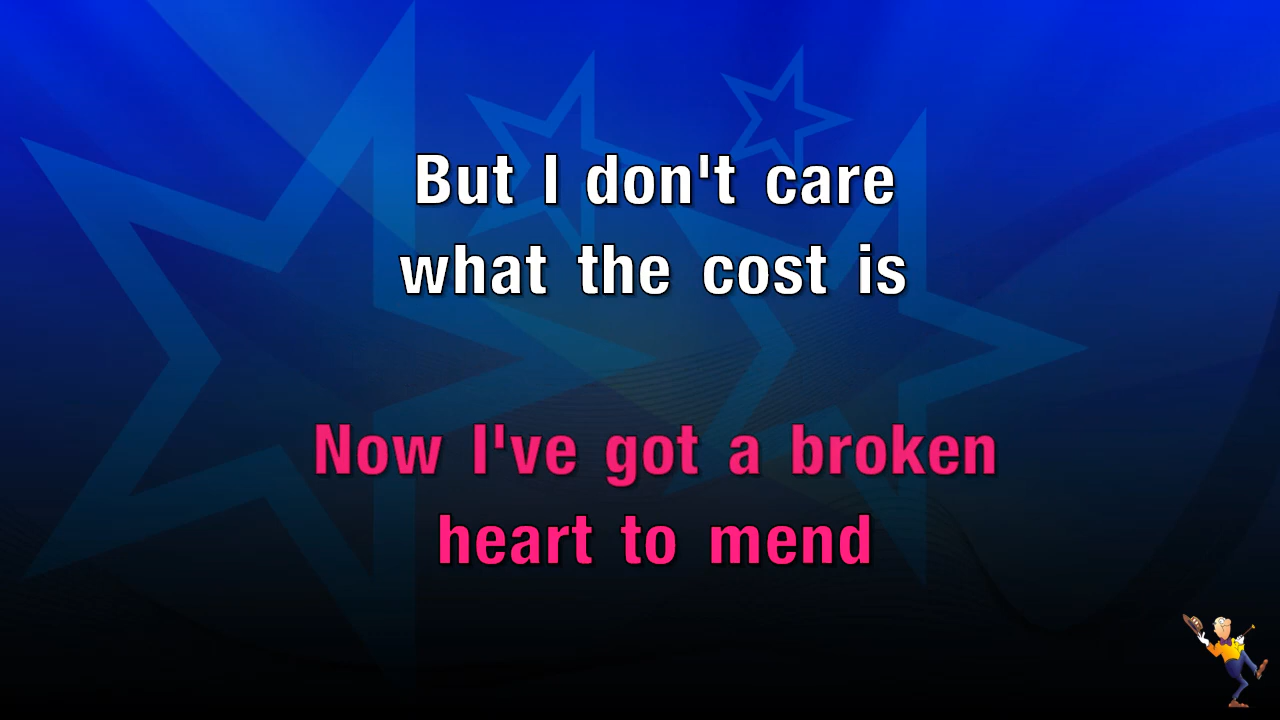 But I don't care
what the cost is
Now I've got a broken
heart to mend